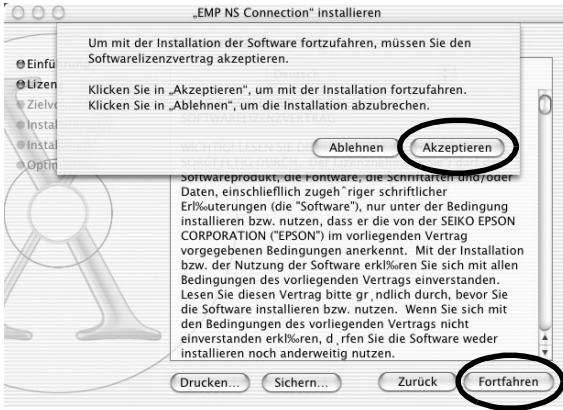 „EMP NS Connection“ installieren
Um mit der Installation der Software fortzufahren, müssen Sie den
Softwarelizenzvertrag akzeptieren.
Klicken Sie in „Akzeptieren“, um mit der Installation fortzufahren.
Klicken Sie in „Ablehnen“, um die Installation abzubrechen.
Ablehnen Akzeptieren
Einfü
Lizen
Zielvo
Instal
Instal
Optim
Deutsch
SOFTWARELIZENZVERTRAG
Softwareprodukt, die Fontware, die Schriftarten und/oder
Daten, einschliefllich zugeh^riger schriftlicher
Erl‰uterungen (die "Software"), nur unter der Bedingung
installieren bzw. nutzen, dass er die von der SEIKO EPSON
CORPORATION ("EPSON") im vorliegenden Vertrag
vorgegebenen Bedingungen anerkennt. Mit der Installation
bzw. der Nutzung der Software erkl‰ren Sie sich mit allen
Bedingungen des vorliegenden Vertrags einverstanden.
Lesen Sie diesen Vertrag bitte gr¸ndlich durch, bevor Sie
die Software installieren bzw. nutzen. Wenn Sie sich mit
den Bedingungen des vorliegenden Vertrags nicht
einverstanden erkl‰ren, d¸rfen Sie die Software weder
installieren noch anderweitig nutzen.
Drucken... Sichern... Zurück Fortfahren